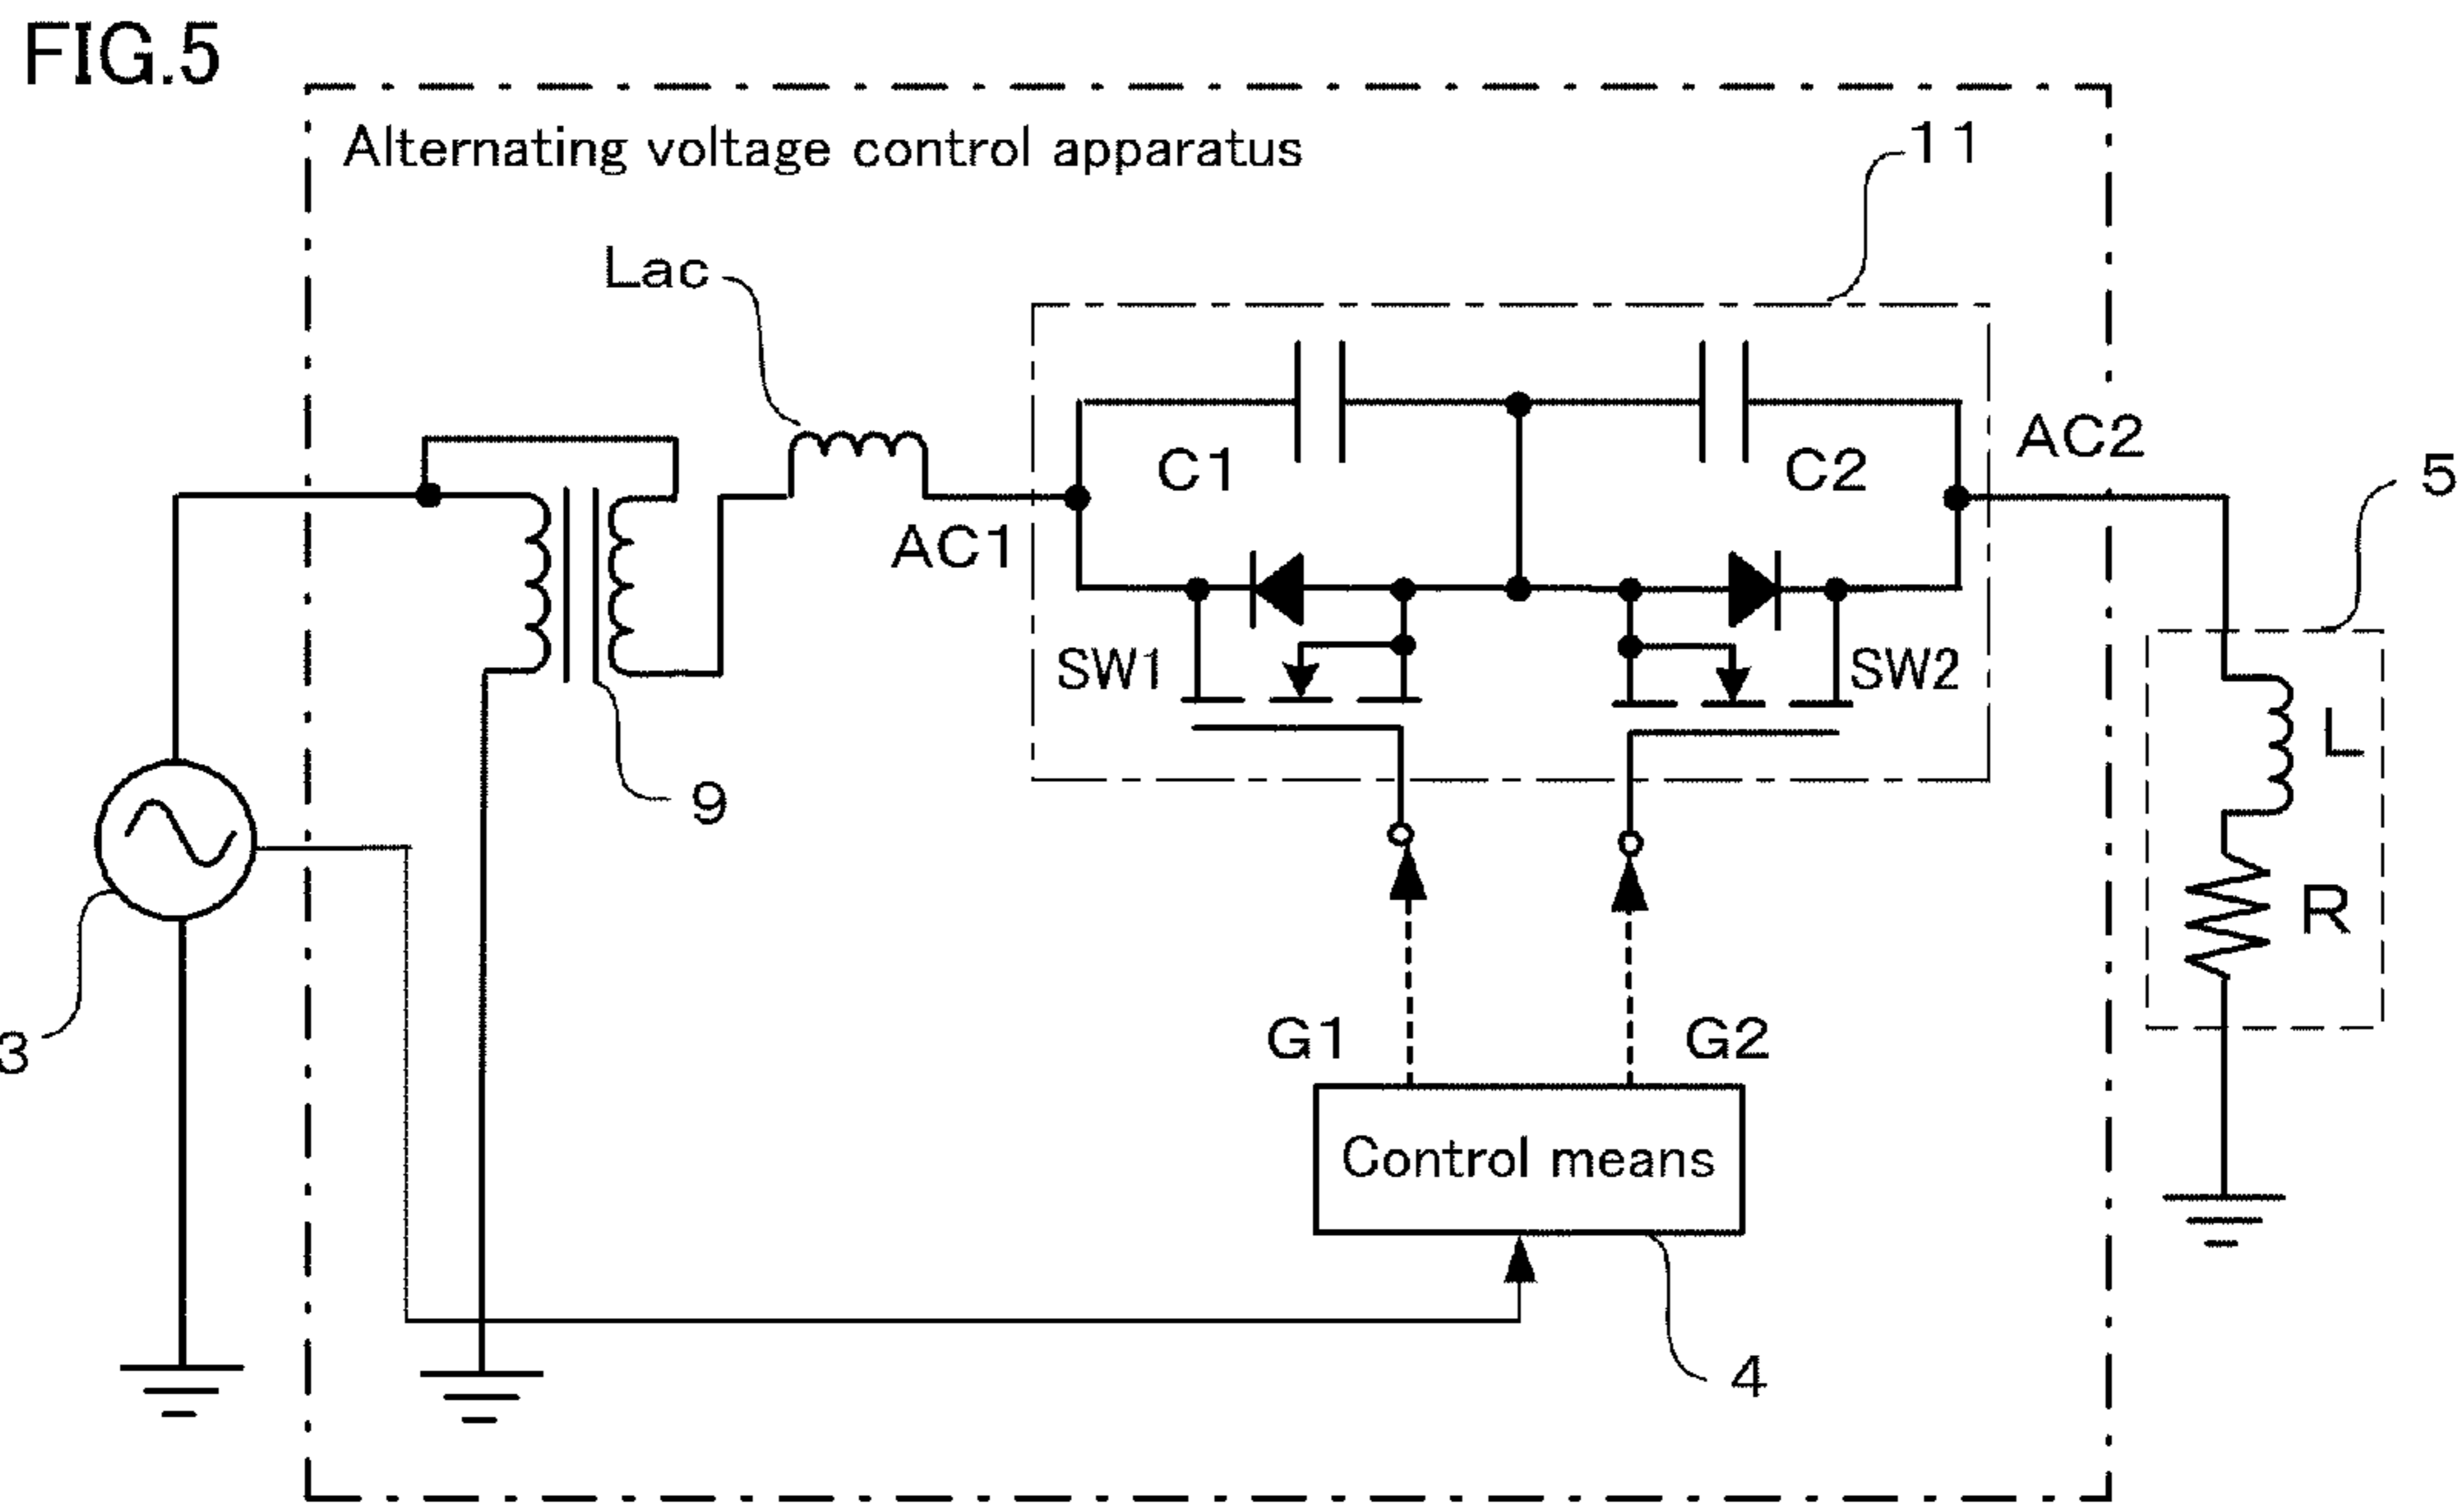 FIG.5
Alternating voltage control apparatus
11
Lac
AC2
C1
C2
5
AC1
SW1
SW2
L
9
R
3
G1
G2
Control means
4